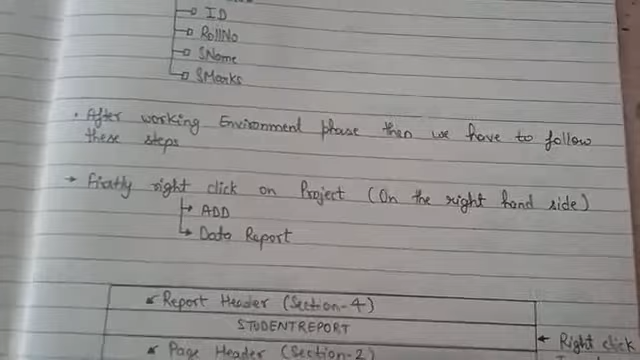 ID
RollNo
SName
SMarks
• After working Environment phase then we have to follow
these steps
→ Firstly right click on Project (On the right hand side)
→ ADD
→ Data Report
Report Header (Section-4)
STUDENTREPORT
← Right click
Page Header (Section-2)